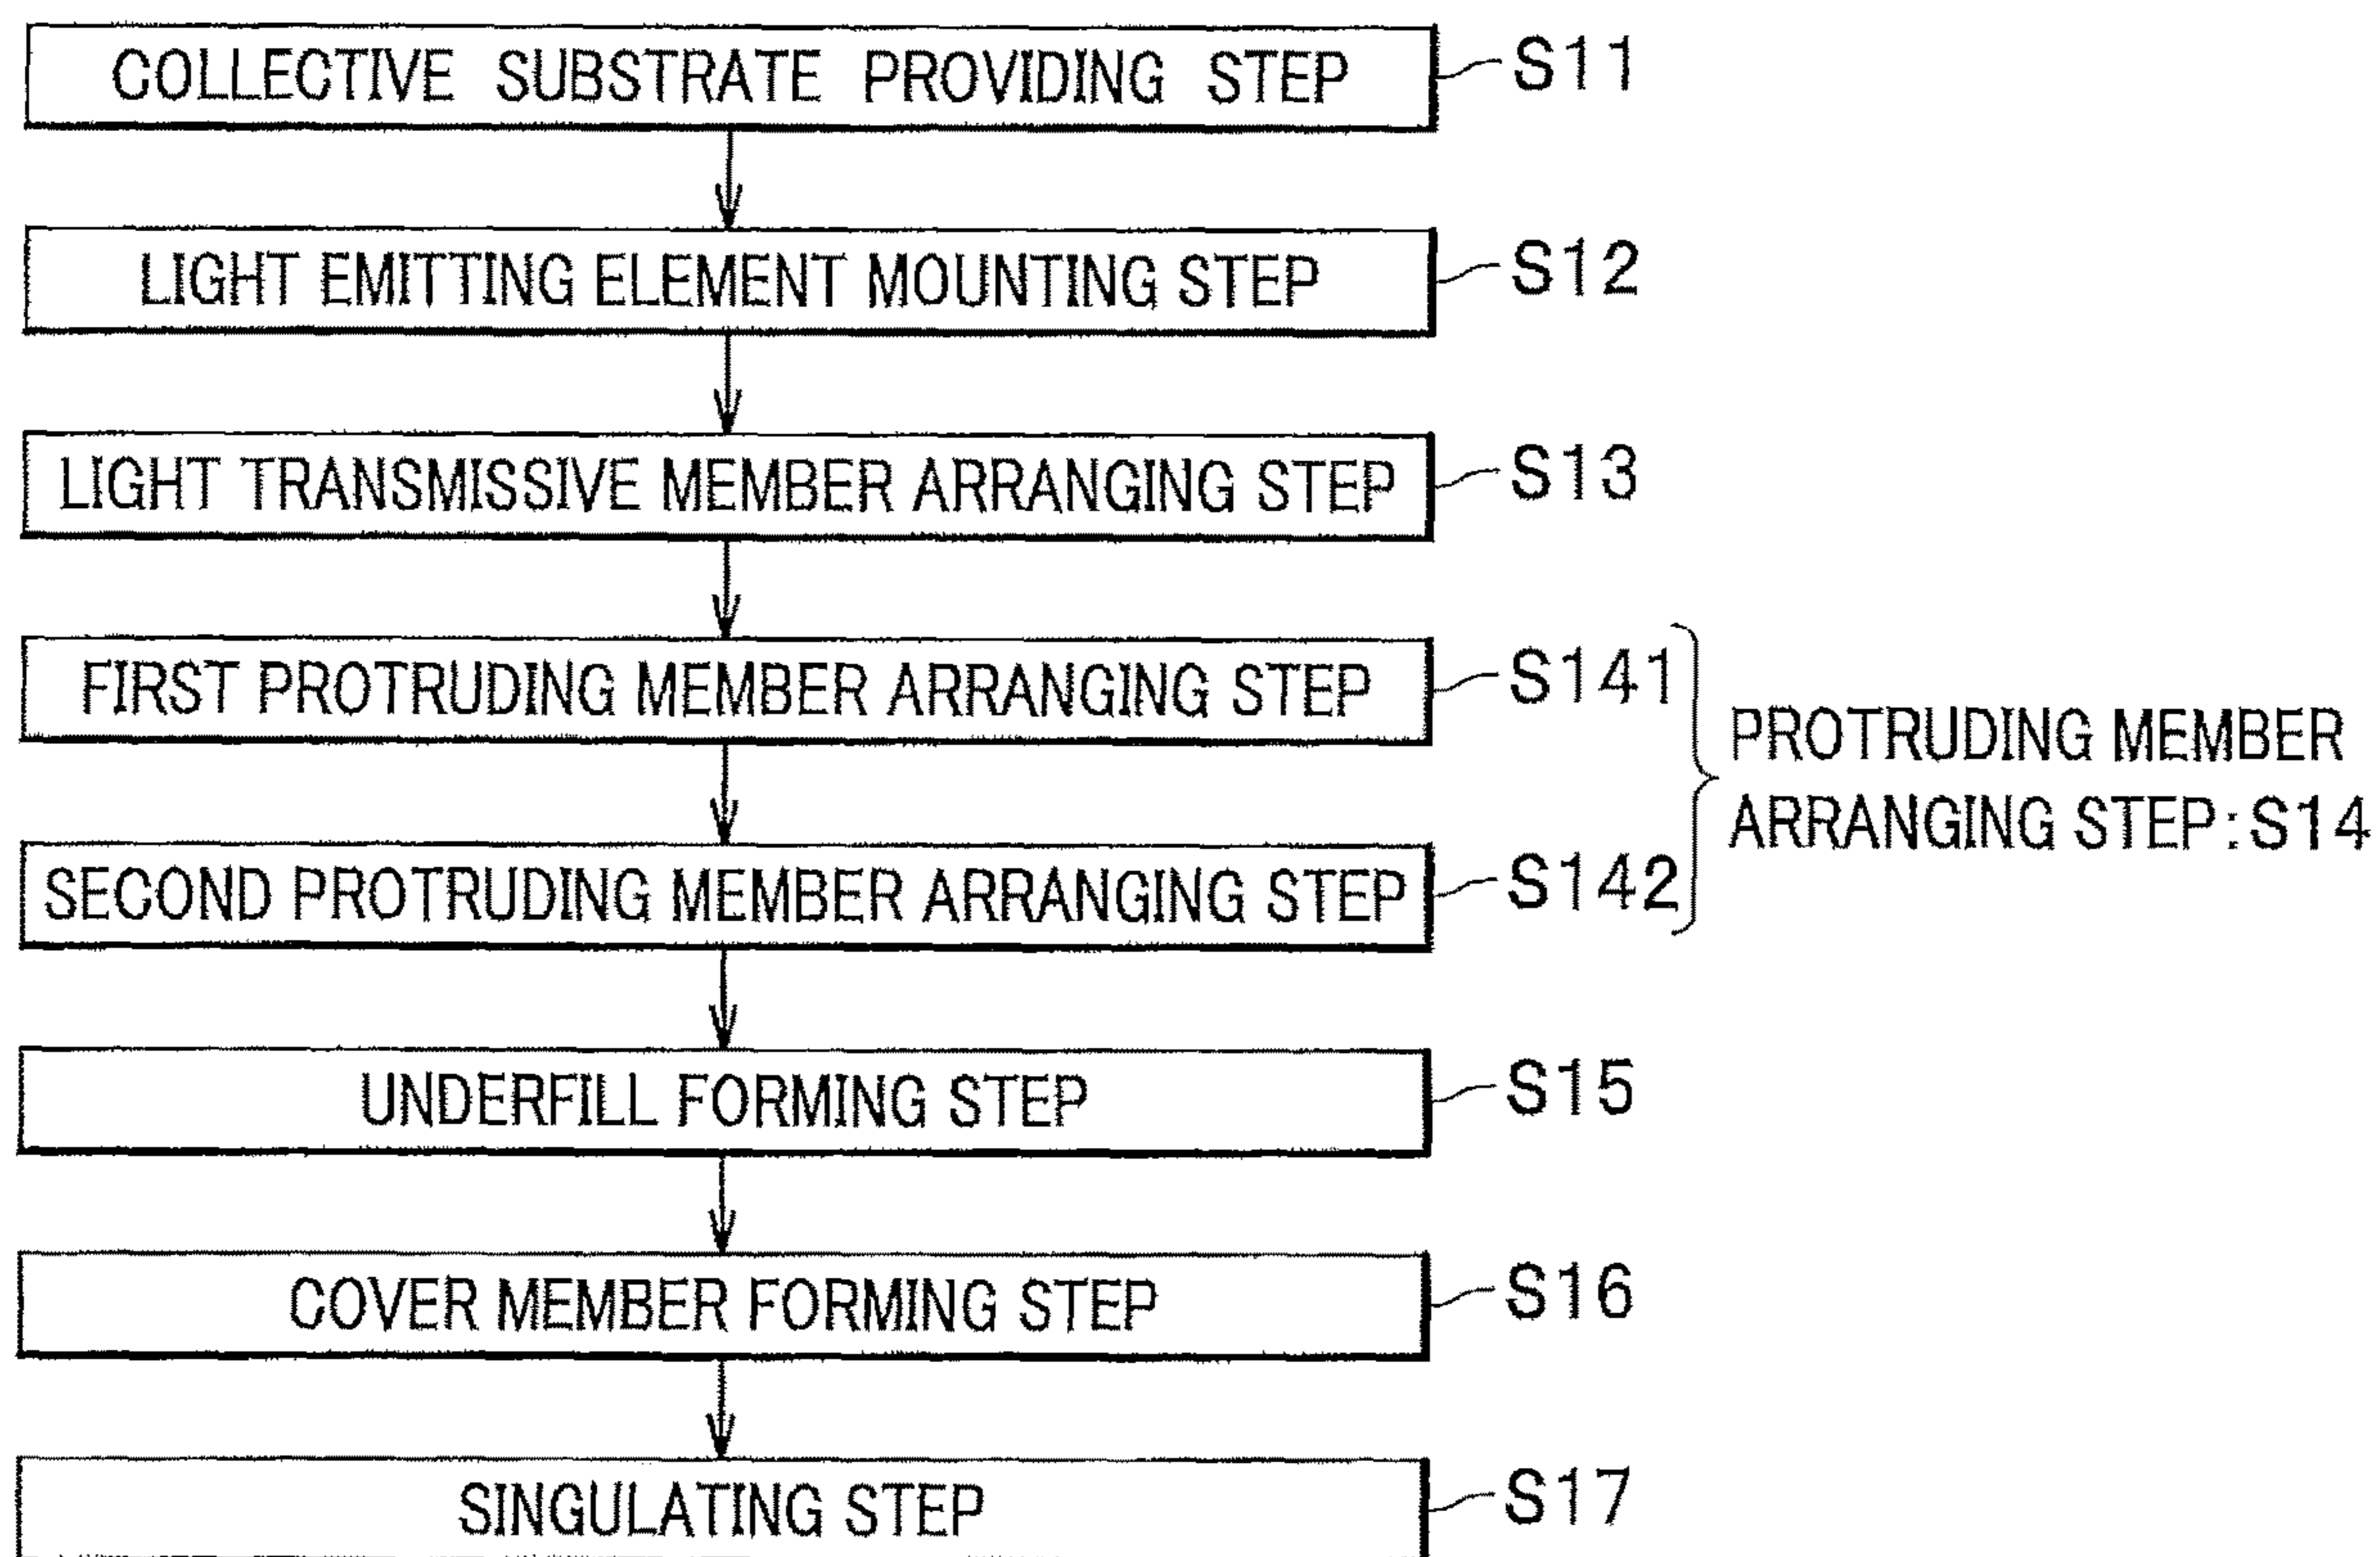 COLLECTIVE SUBSTRATE PROVIDING STEP S11
LIGHT EMITTING ELEMENT MOUNTING STEP S12
LIGHT TRANSMISSIVE MEMBER ARRANGING STEP S13
FIRST PROTRUDING MEMBER ARRANGING STEP S141
SECOND PROTRUDING MEMBER ARRANGING STEP S142
PROTRUDING MEMBER
ARRANGING STEP:S14
UNDERFILL FORMING STEP S15
COVER MEMBER FORMING STEP S16
SINGULATING STEP S17